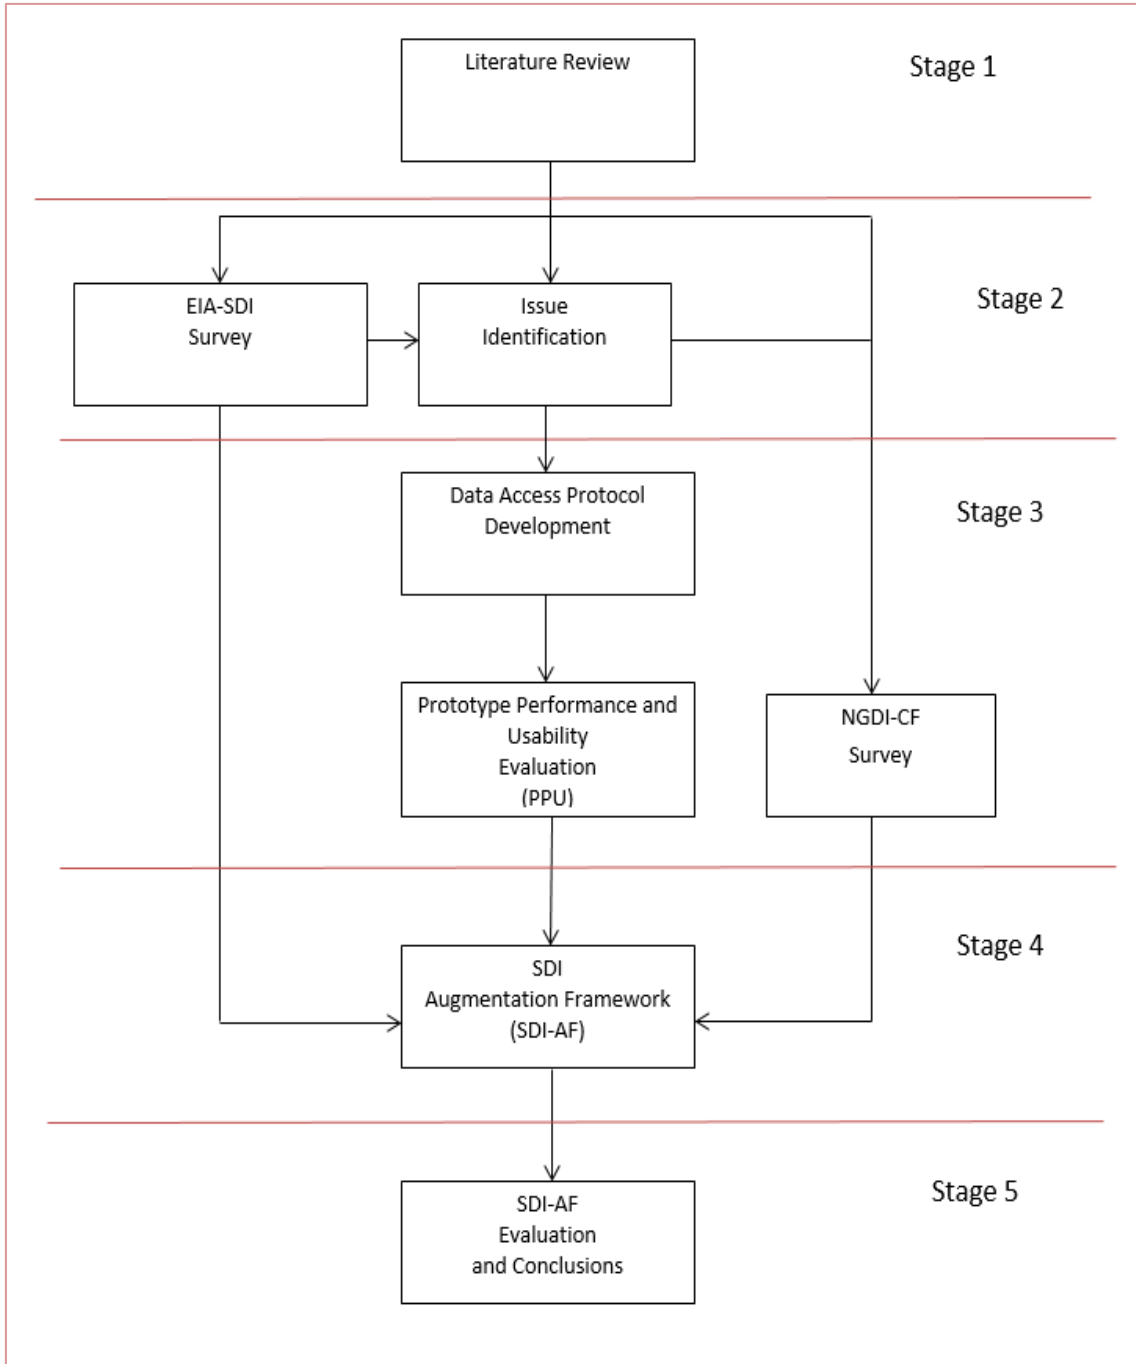 Literature Review
Stage 1
EIA-SDI
Survey
Issue
Identification
Stage 2
Data Access Protocol
Development
Stage 3
Prototype Performance and
Usability
Evaluation
(PPU)
NGDI-CF
Survey
SDI
Augmentation Framework
(SDI-AF)
Stage 4
SDI-AF
Evaluation
and Conclusions
Stage 5